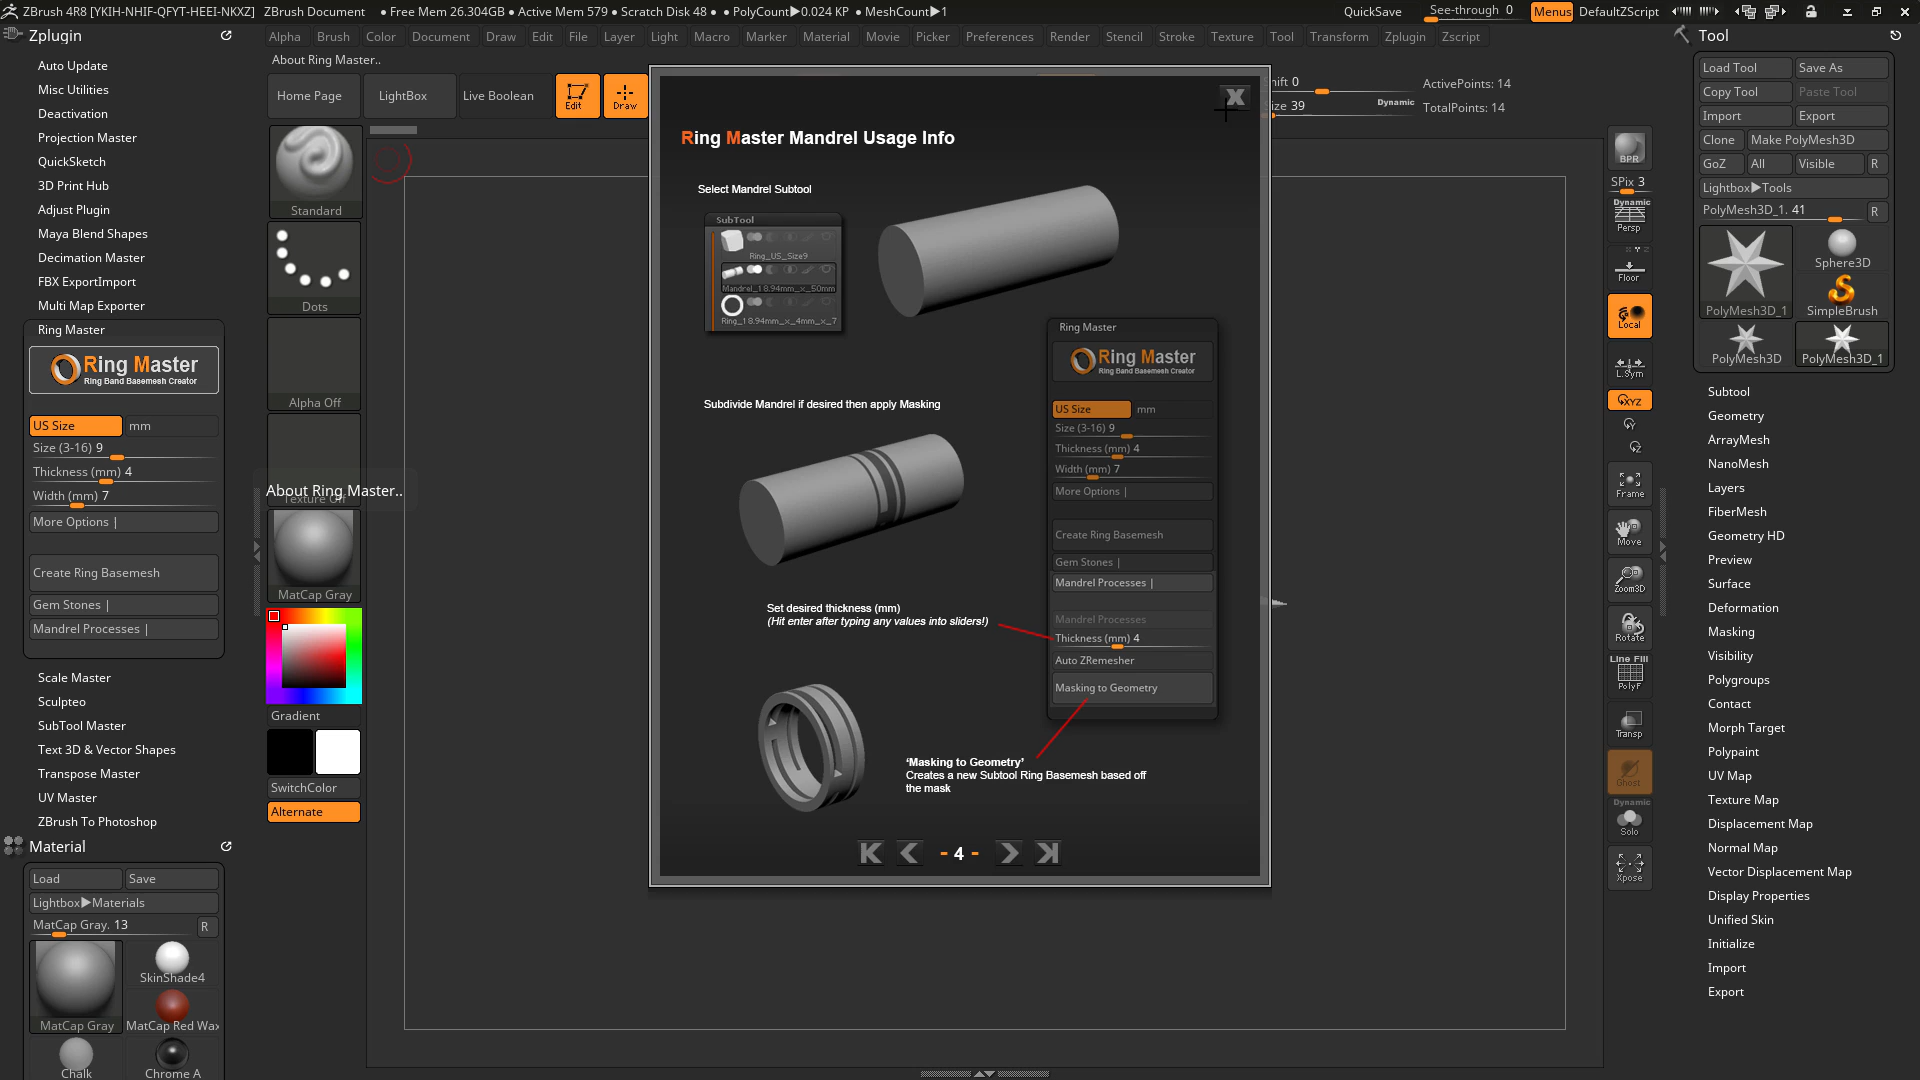 ZBrush 4R8 [YKIH-NHIF-QFYT-HEEI-NKXZ] ZBrush Document • Free Mem 26.304GB • Active Mem 579 • Scratch Disk 48 • • PolyCount▶0.024 KP • MeshCount▶1 QuickSave See-through 0 Menus DefaultZScript
Zplugin
Alpha Brush Color Document Draw Edit File Layer Light Macro Marker Material Movie Picker Preferences Render Stencil Stroke Texture Tool Transform Zplugin Zscript
About Ring Master..
Home Page LightBox Live Boolean Edit Draw
hift 0
ize 39 Dynamic
ActivePoints: 14
TotalPoints: 14
Auto Update
Misc Utilities
Deactivation
Projection Master
QuickSketch
3D Print Hub
Adjust Plugin
Maya Blend Shapes
Decimation Master
FBX ExportImport
Multi Map Exporter
Ring Master
Ring Master
Ring Band Basemesh Creator
US Size mm
Size (3-16) 9
Thickness (mm) 4
Width (mm) 7
More Options |
Create Ring Basemesh
Gem Stones |
Mandrel Processes |
Scale Master
Sculpteo
SubTool Master
Text 3D & Vector Shapes
Transpose Master
UV Master
ZBrush To Photoshop
Material
Load Save
Lightbox▶Materials
MatCap Gray. 13 R
SkinShade4
MatCap Gray MatCap Red Wax
Chalk Chrome A
Standard
Dots
Alpha Off
Texture Off
About Ring Master..
MatCap Gray
Gradient
SwitchColor
Alternate
X
Ring Master Mandrel Usage Info
Select Mandrel Subtool
SubTool
Ring_US_Size9
Mandrel_18.94mm_x_50mm
Ring_18.94mm_x_4mm_x_7
Subdivide Mandrel if desired then apply Masking
Ring Master
Ring Master
Ring Band Basemesh Creator
US Size mm
Size (3-16) 9
Thickness (mm) 4
Width (mm) 7
More Options |
Create Ring Basemesh
Gem Stones |
Mandrel Processes |
Mandrel Processes
Thickness (mm) 4
Auto ZRemesher
Masking to Geometry
Set desired thickness (mm)
(Hit enter after typing any values into sliders!)
‘Masking to Geometry’
Creates a new Subtool Ring Basemesh based off
the mask
- 4 -
BPR
SPix 3
Dynamic
Persp
Floor
Local
L.Sym
XYZ
Y
Z
Frame
Move
Zoom3D
Rotate
Line Fill
PolyF
Transp
Ghost
Dynamic
Solo
Xpose
Tool
Load Tool Save As
Copy Tool Paste Tool
Import Export
Clone Make PolyMesh3D
GoZ All Visible R
Lightbox▶Tools
PolyMesh3D_1. 41 R
Sphere3D
PolyMesh3D_1 SimpleBrush
PolyMesh3D PolyMesh3D_1
Subtool
Geometry
ArrayMesh
NanoMesh
Layers
FiberMesh
Geometry HD
Preview
Surface
Deformation
Masking
Visibility
Polygroups
Contact
Morph Target
Polypaint
UV Map
Texture Map
Displacement Map
Normal Map
Vector Displacement Map
Display Properties
Unified Skin
Initialize
Import
Export